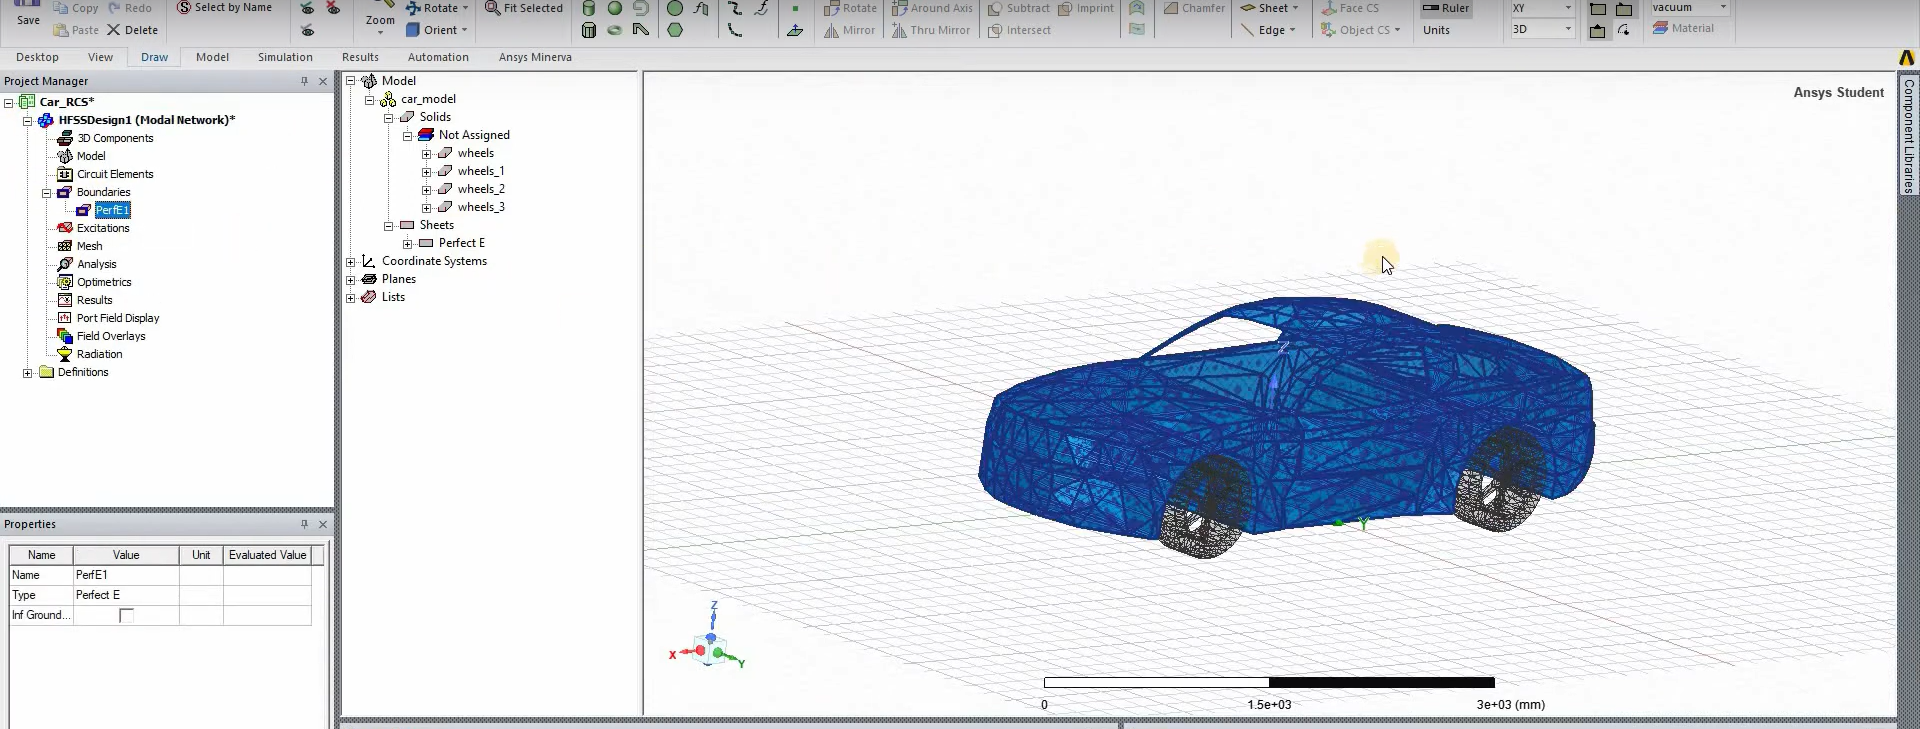 Save Copy Redo Select by Name Zoom Rotate Fit Selected Rotate Around Axis Subtract Imprint Chamfer Sheet Face CS Ruler XY vacuum
Paste Delete Orient Mirror Thru Mirror Intersect Edge Object CS Units 3D Material
Desktop View Draw Model Simulation Results Automation Ansys Minerva
Project Manager
Car_RCS*
HFSSDesign1 (Modal Network)*
3D Components
Model
Circuit Elements
Boundaries
PerfE1
Excitations
Mesh
Analysis
Optimetrics
Results
Port Field Display
Field Overlays
Radiation
Definitions
Properties
Name Value Unit Evaluated Value
Name PerfE1
Type Perfect E
Inf Ground...
Model
car_model
Solids
Not Assigned
wheels
wheels_1
wheels_2
wheels_3
Sheets
Perfect E
Coordinate Systems
Planes
Lists
Ansys Student
Component Libraries
Z
Y
Z
X
Y
0 1.5e+03 3e+03 (mm)